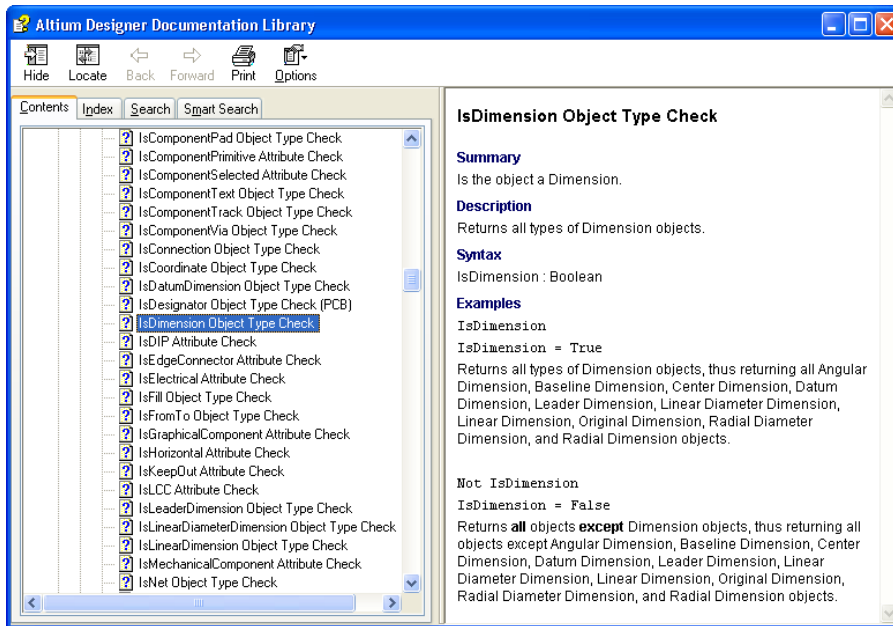 Altium Designer Documentation Library
Hide Locate Back Forward Print Options
Contents Index Search Smart Search
IsComponentPad Object Type Check
IsComponentPrimitive Attribute Check
IsComponentSelected Attribute Check
IsComponentText Object Type Check
IsComponentTrack Object Type Check
IsComponentVia Object Type Check
IsConnection Object Type Check
IsCoordinate Object Type Check
IsDatumDimension Object Type Check
IsDesignator Object Type Check (PCB)
IsDimension Object Type Check
IsDIP Attribute Check
IsEdgeConnector Attribute Check
IsElectrical Attribute Check
IsFill Object Type Check
IsFromTo Object Type Check
IsGraphicalComponent Attribute Check
IsHorizontal Attribute Check
IsKeepOut Attribute Check
IsLCC Attribute Check
IsLeaderDimension Object Type Check
IsLinearDiameterDimension Object Type Check
IsLinearDimension Object Type Check
IsMechanicalComponent Attribute Check
IsNet Object Type Check
IsDimension Object Type Check
Summary
Is the object a Dimension.
Description
Returns all types of Dimension objects.
Syntax
IsDimension : Boolean
Examples
IsDimension
IsDimension = True
Returns all types of Dimension objects, thus returning all Angular
Dimension, Baseline Dimension, Center Dimension, Datum
Dimension, Leader Dimension, Linear Diameter Dimension,
Linear Dimension, Original Dimension, Radial Diameter
Dimension, and Radial Dimension objects.
Not IsDimension
IsDimension = False
Returns all objects except Dimension objects, thus returning all
objects except Angular Dimension, Baseline Dimension, Center
Dimension, Datum Dimension, Leader Dimension, Linear
Diameter Dimension, Linear Dimension, Original Dimension,
Radial Diameter Dimension, and Radial Dimension objects.